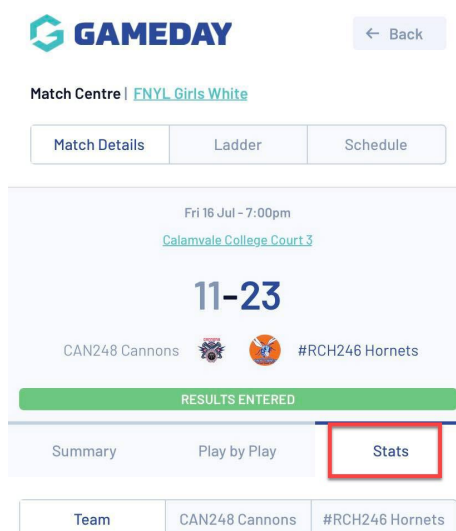 GAMEDAY
← Back
Match Centre | FNYL Girls White
Match Details Ladder Schedule
Fri 16 Jul - 7:00pm
Calamvale College Court 3
11-23
CAN248 Cannons #RCH246 Hornets
RESULTS ENTERED
Summary Play by Play Stats
Team CAN248 Cannons #RCH246 Hornets